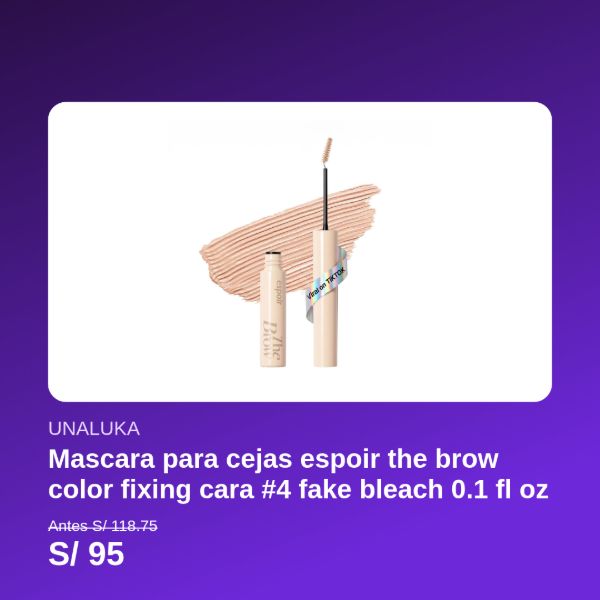 Viral on TIKTOK
espoir
The
Brow
UNALUKA
Mascara para cejas espoir the brow
color fixing cara #4 fake bleach 0.1 fl oz
Antes S/ 118.75
S/ 95